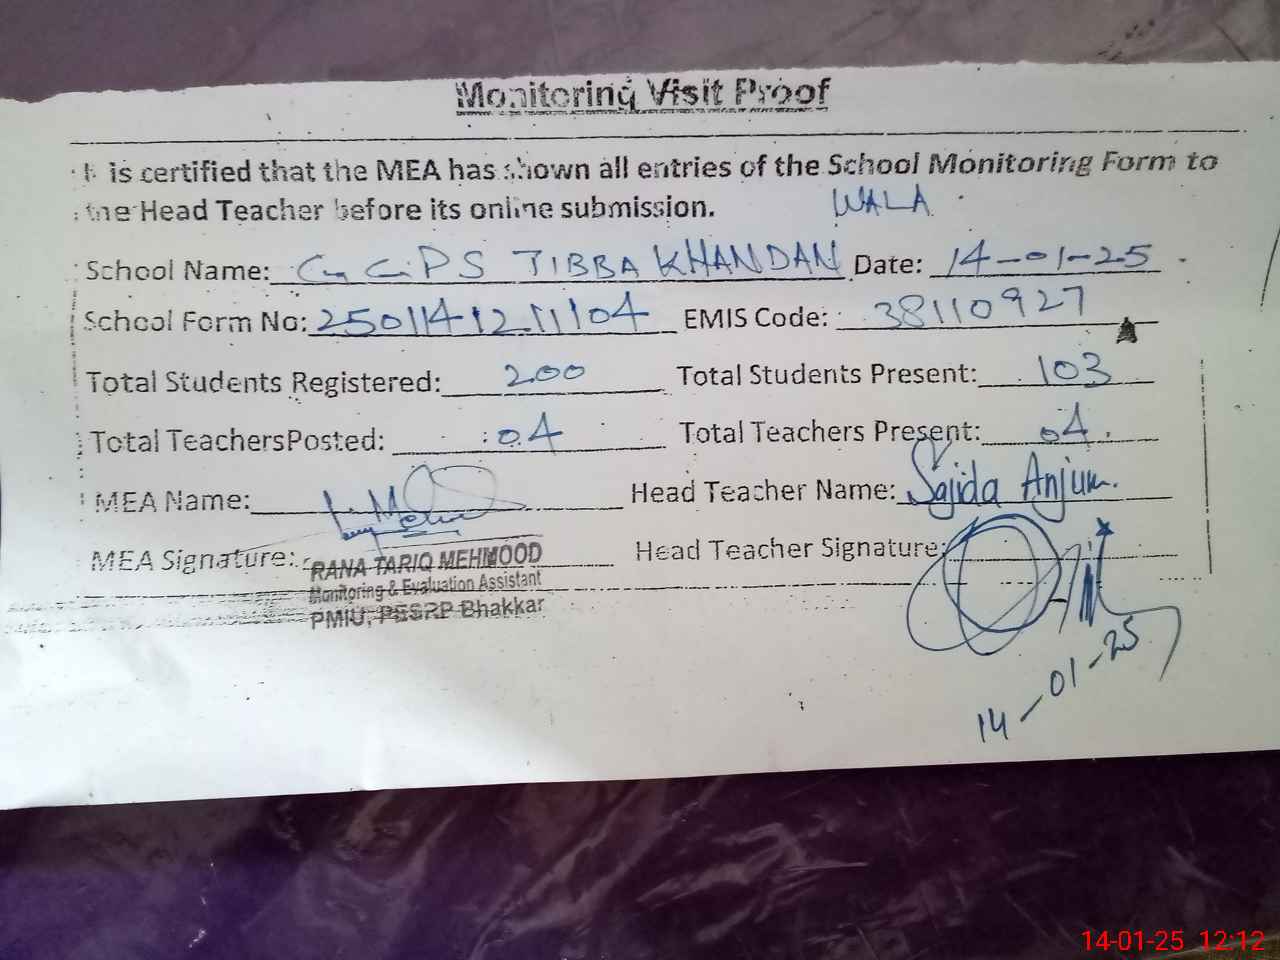 Monitoring Visit Proof
It is certified that the MEA has shown all entries of the School Monitoring Form to
the Head Teacher before its online submission.
WALA
School Name: GGPS TIBBA KHANDAN Date: 14-01-25
School Form No: 250114121104 EMIS Code: 38110927
Total Students Registered: 200 Total Students Present: 103
Total TeachersPosted: 04 Total Teachers Present: 04
MEA Name: Head Teacher Name: Sajida Anjum.
MEA Signature: Head Teacher Signature:
RANA TARIQ MEHMOOD
Monitoring & Evaluation Assistant
PMIU, PESRP Bhakkar
14-01-25
14-01-25 12:12